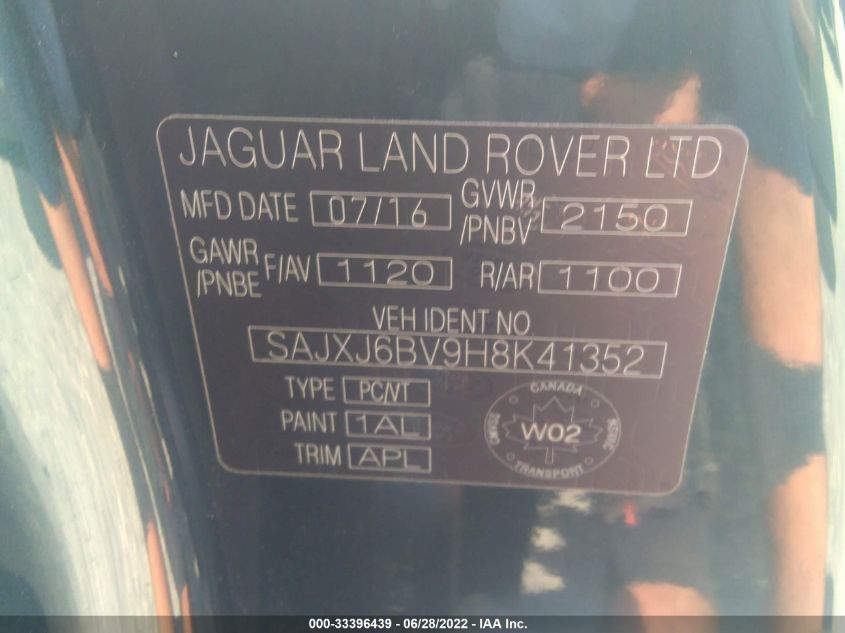 JAGUAR LAND ROVER LTD
MFD DATE 07/16 GVWR /PNBV 2150
GAWR /PNBE F/AV 1120 R/AR 1100
VEH IDENT NO.
SAJXJ6BV9H8K41352
TYPE PC/VT
PAINT 1AL
TRIM APL
CANADA
W02
TRANSPORT
000-33396439 - 06/28/2022 - IAA Inc.